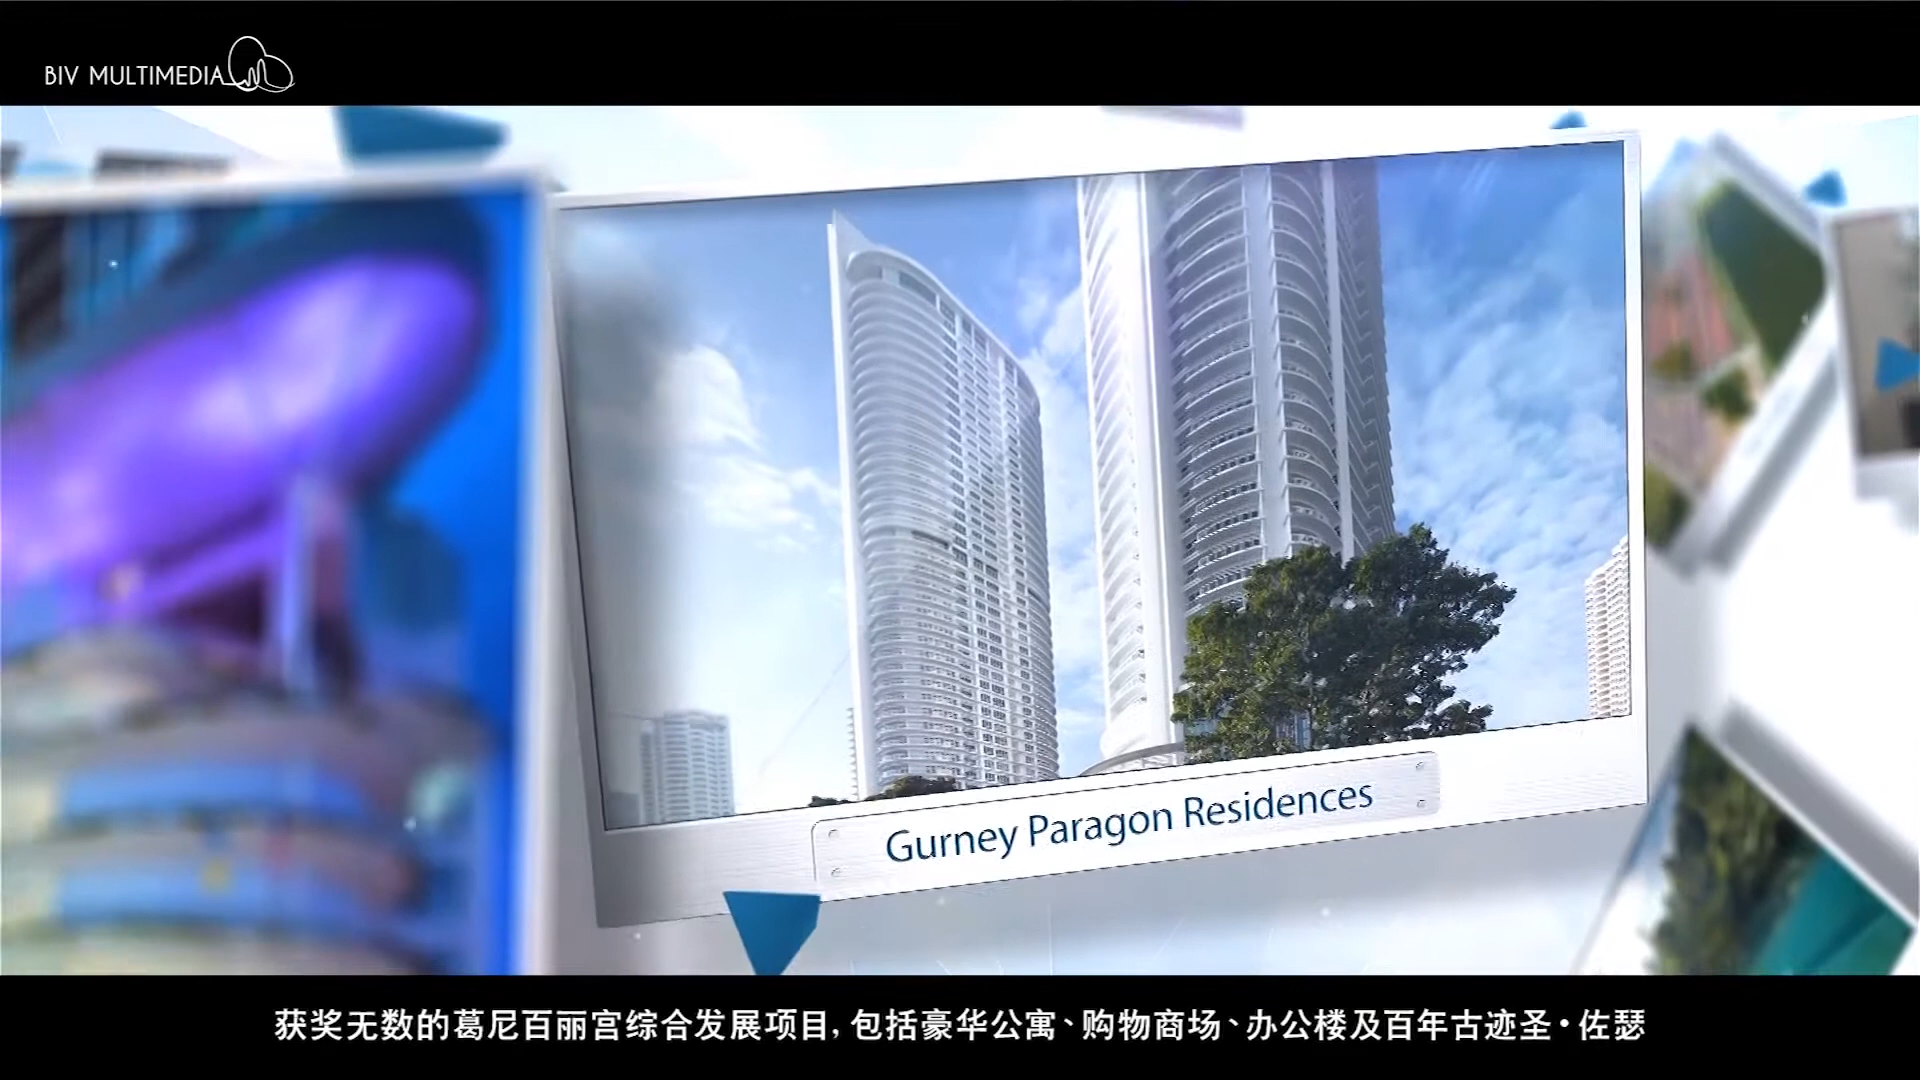 BIV MULTIMEDIA
Gurney Paragon Residences
获奖无数的葛尼百丽宫综合发展项目,包括豪华公寓、购物商场、办公楼及百年古迹圣·佐瑟